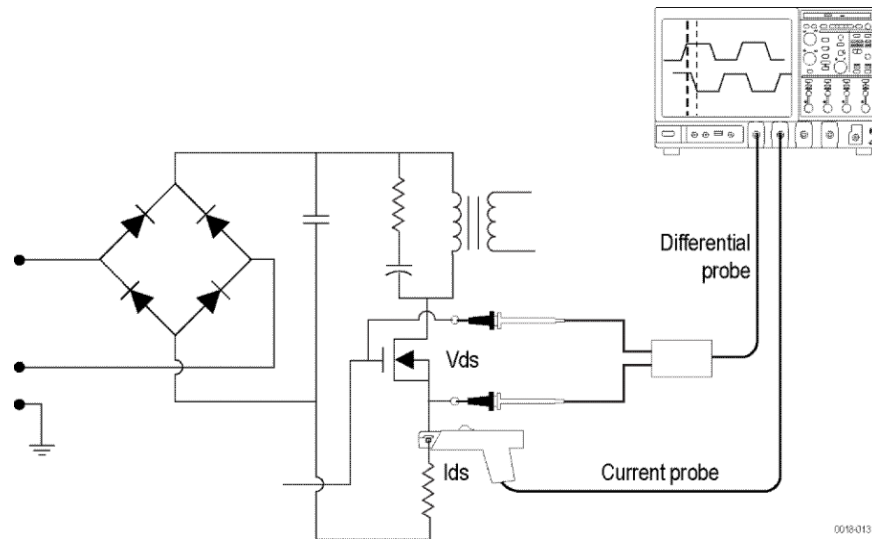 Differential
probe
Vds
Ids
Current probe
0018-013